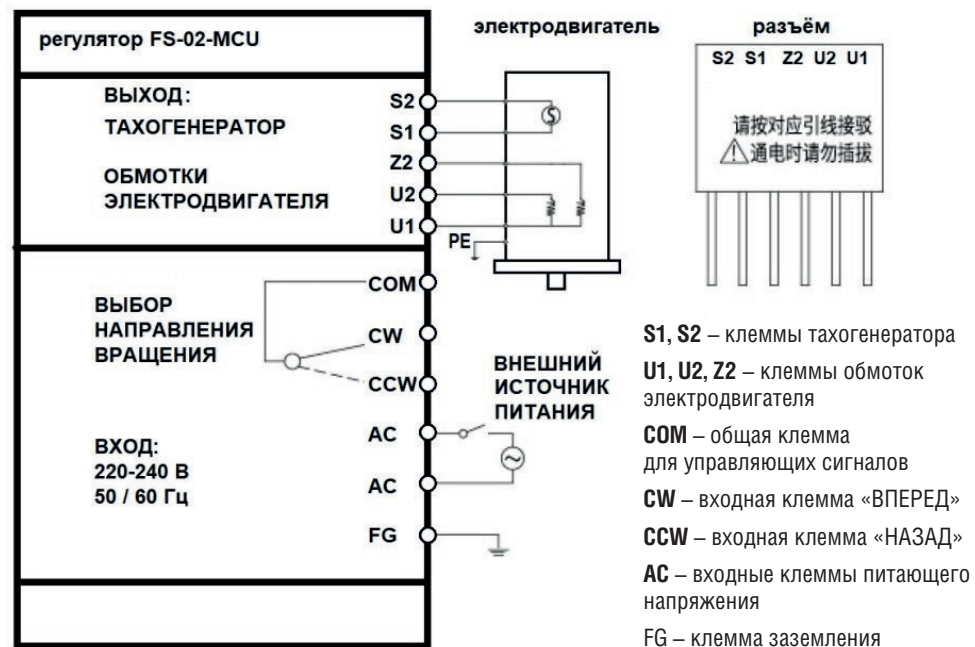 регулятор FS-02-MCU
ВЫХОД:
ТАХОГЕНЕРАТОР
ОБМОТКИ
ЭЛЕКТРОДВИГАТЕЛЯ
S2
S1
Z2
U2
U1
ВЫБОР
НАПРАВЛЕНИЯ
ВРАЩЕНИЯ
COM
CW
CCW
ВХОД:
220-240 В
50 / 60 Гц
AC
AC
FG
электродвигатель
S
PE
ВНЕШНИЙ
ИСТОЧНИК
ПИТАНИЯ
разъём
S2 S1 Z2 U2 U1
请按对应引线接驳
通电时请勿插拔
S1, S2 – клеммы тахогенератора
U1, U2, Z2 – клеммы обмоток
электродвигателя
COM – общая клемма
для управляющих сигналов
CW – входная клемма «ВПЕРЕД»
CCW – входная клемма «НАЗАД»
AC – входные клеммы питающего
напряжения
FG – клемма заземления